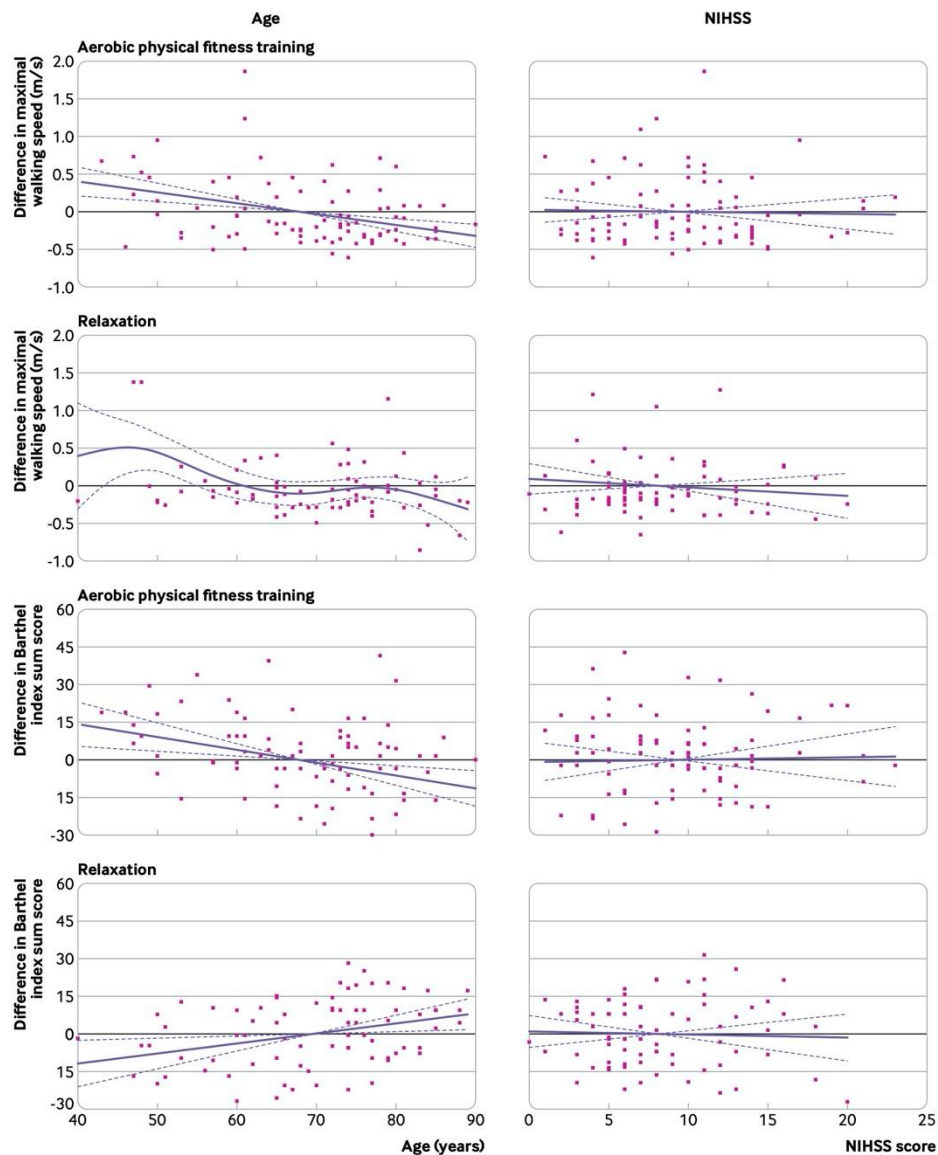 Age
NIHSS
Aerobic physical fitness training
Difference in maximal
walking speed (m/s)
2.0
1.5
1.0
0.5
0
-0.5
-1.0
Relaxation
Difference in maximal
walking speed (m/s)
2.0
1.5
1.0
0.5
0
-0.5
-1.0
Aerobic physical fitness training
Difference in Barthel
index sum score
60
45
30
15
0
15
-30
Relaxation
Difference in Barthel
index sum score
60
45
30
15
0
15
-30
40 50 60 70 80 90
0 5 10 15 20 25
Age (years)
NIHSS score